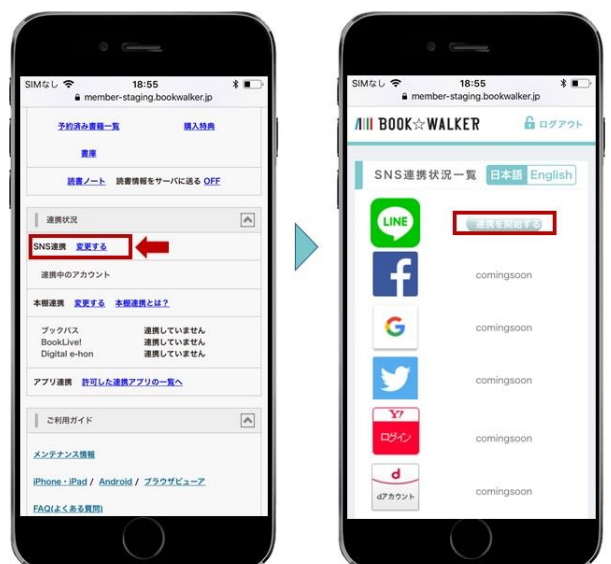 SIMなし 18:55
member-staging.bookwalker.jp
予約済み書籍一覧 購入特典
書庫
読書ノート 読書情報をサーバに送る OFF
連携状況
SNS連携 変更する
連携中のアカウント
本棚連携 変更する 本棚連携とは？
ブックパス 連携していません
BookLive! 連携していません
Digital e-hon 連携していません
アプリ連携 許可した連携アプリの一覧へ
ご利用ガイド
メンテナンス情報
iPhone・iPad / Android / ブラウザビューア
FAQ(よくある質問)
SIMなし 18:55
member-staging.bookwalker.jp
BOOK☆WALKER ログアウト
SNS連携状況一覧 日本語 English
LINE 連携を開始する
f comingsoon
G comingsoon
comingsoon
Y!
ログイン comingsoon
d
dアカウント comingsoon